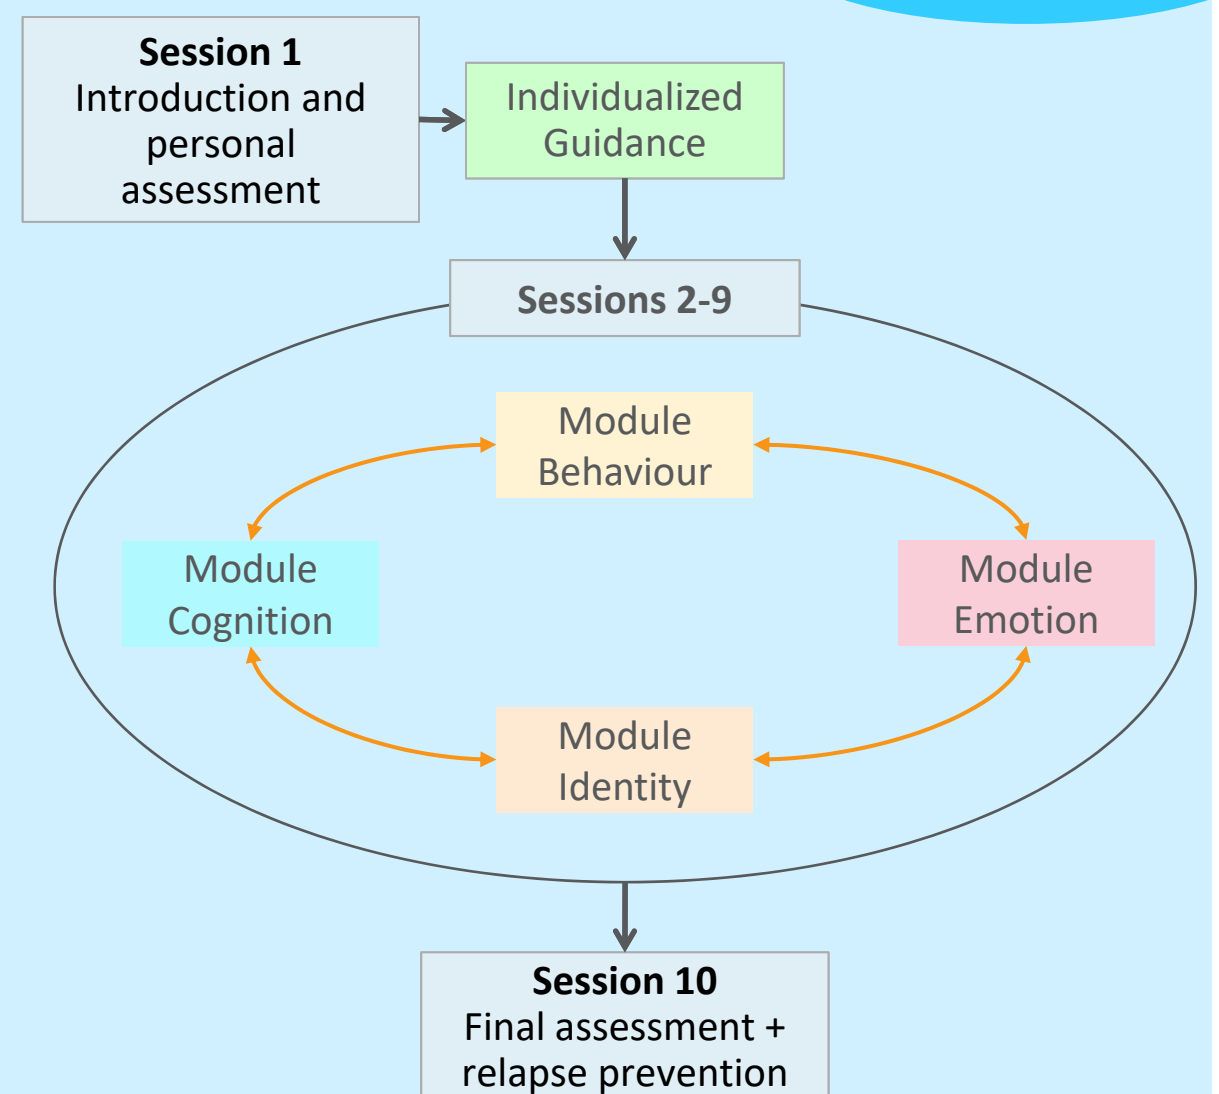 Session 1
Introduction and
personal
assessment
Individualized
Guidance
Sessions 2-9
Module
Behaviour
Module
Cognition
Module
Emotion
Module
Identity
Session 10
Final assessment +
relapse prevention